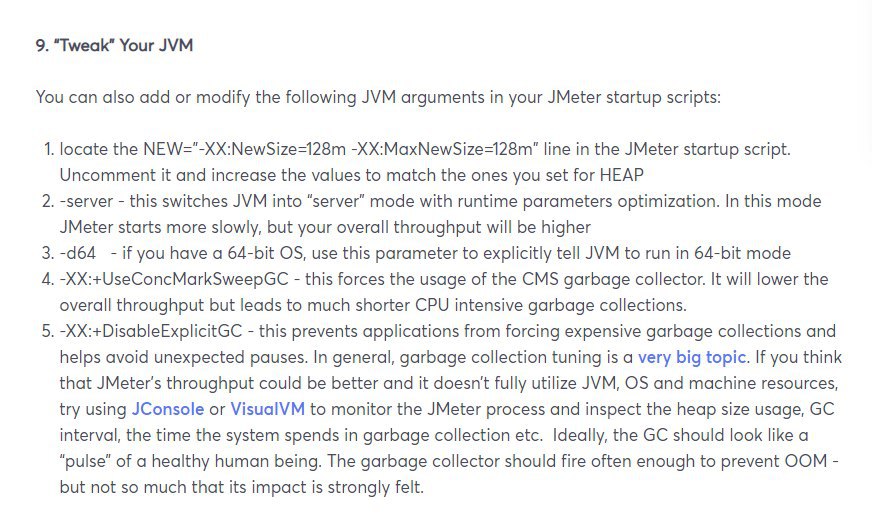 9. "Tweak" Your JVM
You can also add or modify the following JVM arguments in your JMeter startup scripts:
1. locate the NEW="-XX:NewSize=128m -XX:MaxNewSize=128m" line in the JMeter startup script.
Uncomment it and increase the values to match the ones you set for HEAP
2. -server - this switches JVM into "server" mode with runtime parameters optimization. In this mode
JMeter starts more slowly, but your overall throughput will be higher
3. -d64 - if you have a 64-bit OS, use this parameter to explicitly tell JVM to run in 64-bit mode
4. -XX:+UseConcMarkSweepGC - this forces the usage of the CMS garbage collector. It will lower the
overall throughput but leads to much shorter CPU intensive garbage collections.
5. -XX:+DisableExplicitGC - this prevents applications from forcing expensive garbage collections and
helps avoid unexpected pauses. In general, garbage collection tuning is a very big topic. If you think
that JMeter's throughput could be better and it doesn't fully utilize JVM, OS and machine resources,
try using JConsole or VisualVM to monitor the JMeter process and inspect the heap size usage, GC
interval, the time the system spends in garbage collection etc. Ideally, the GC should look like a
"pulse" of a healthy human being. The garbage collector should fire often enough to prevent OOM -
but not so much that its impact is strongly felt.